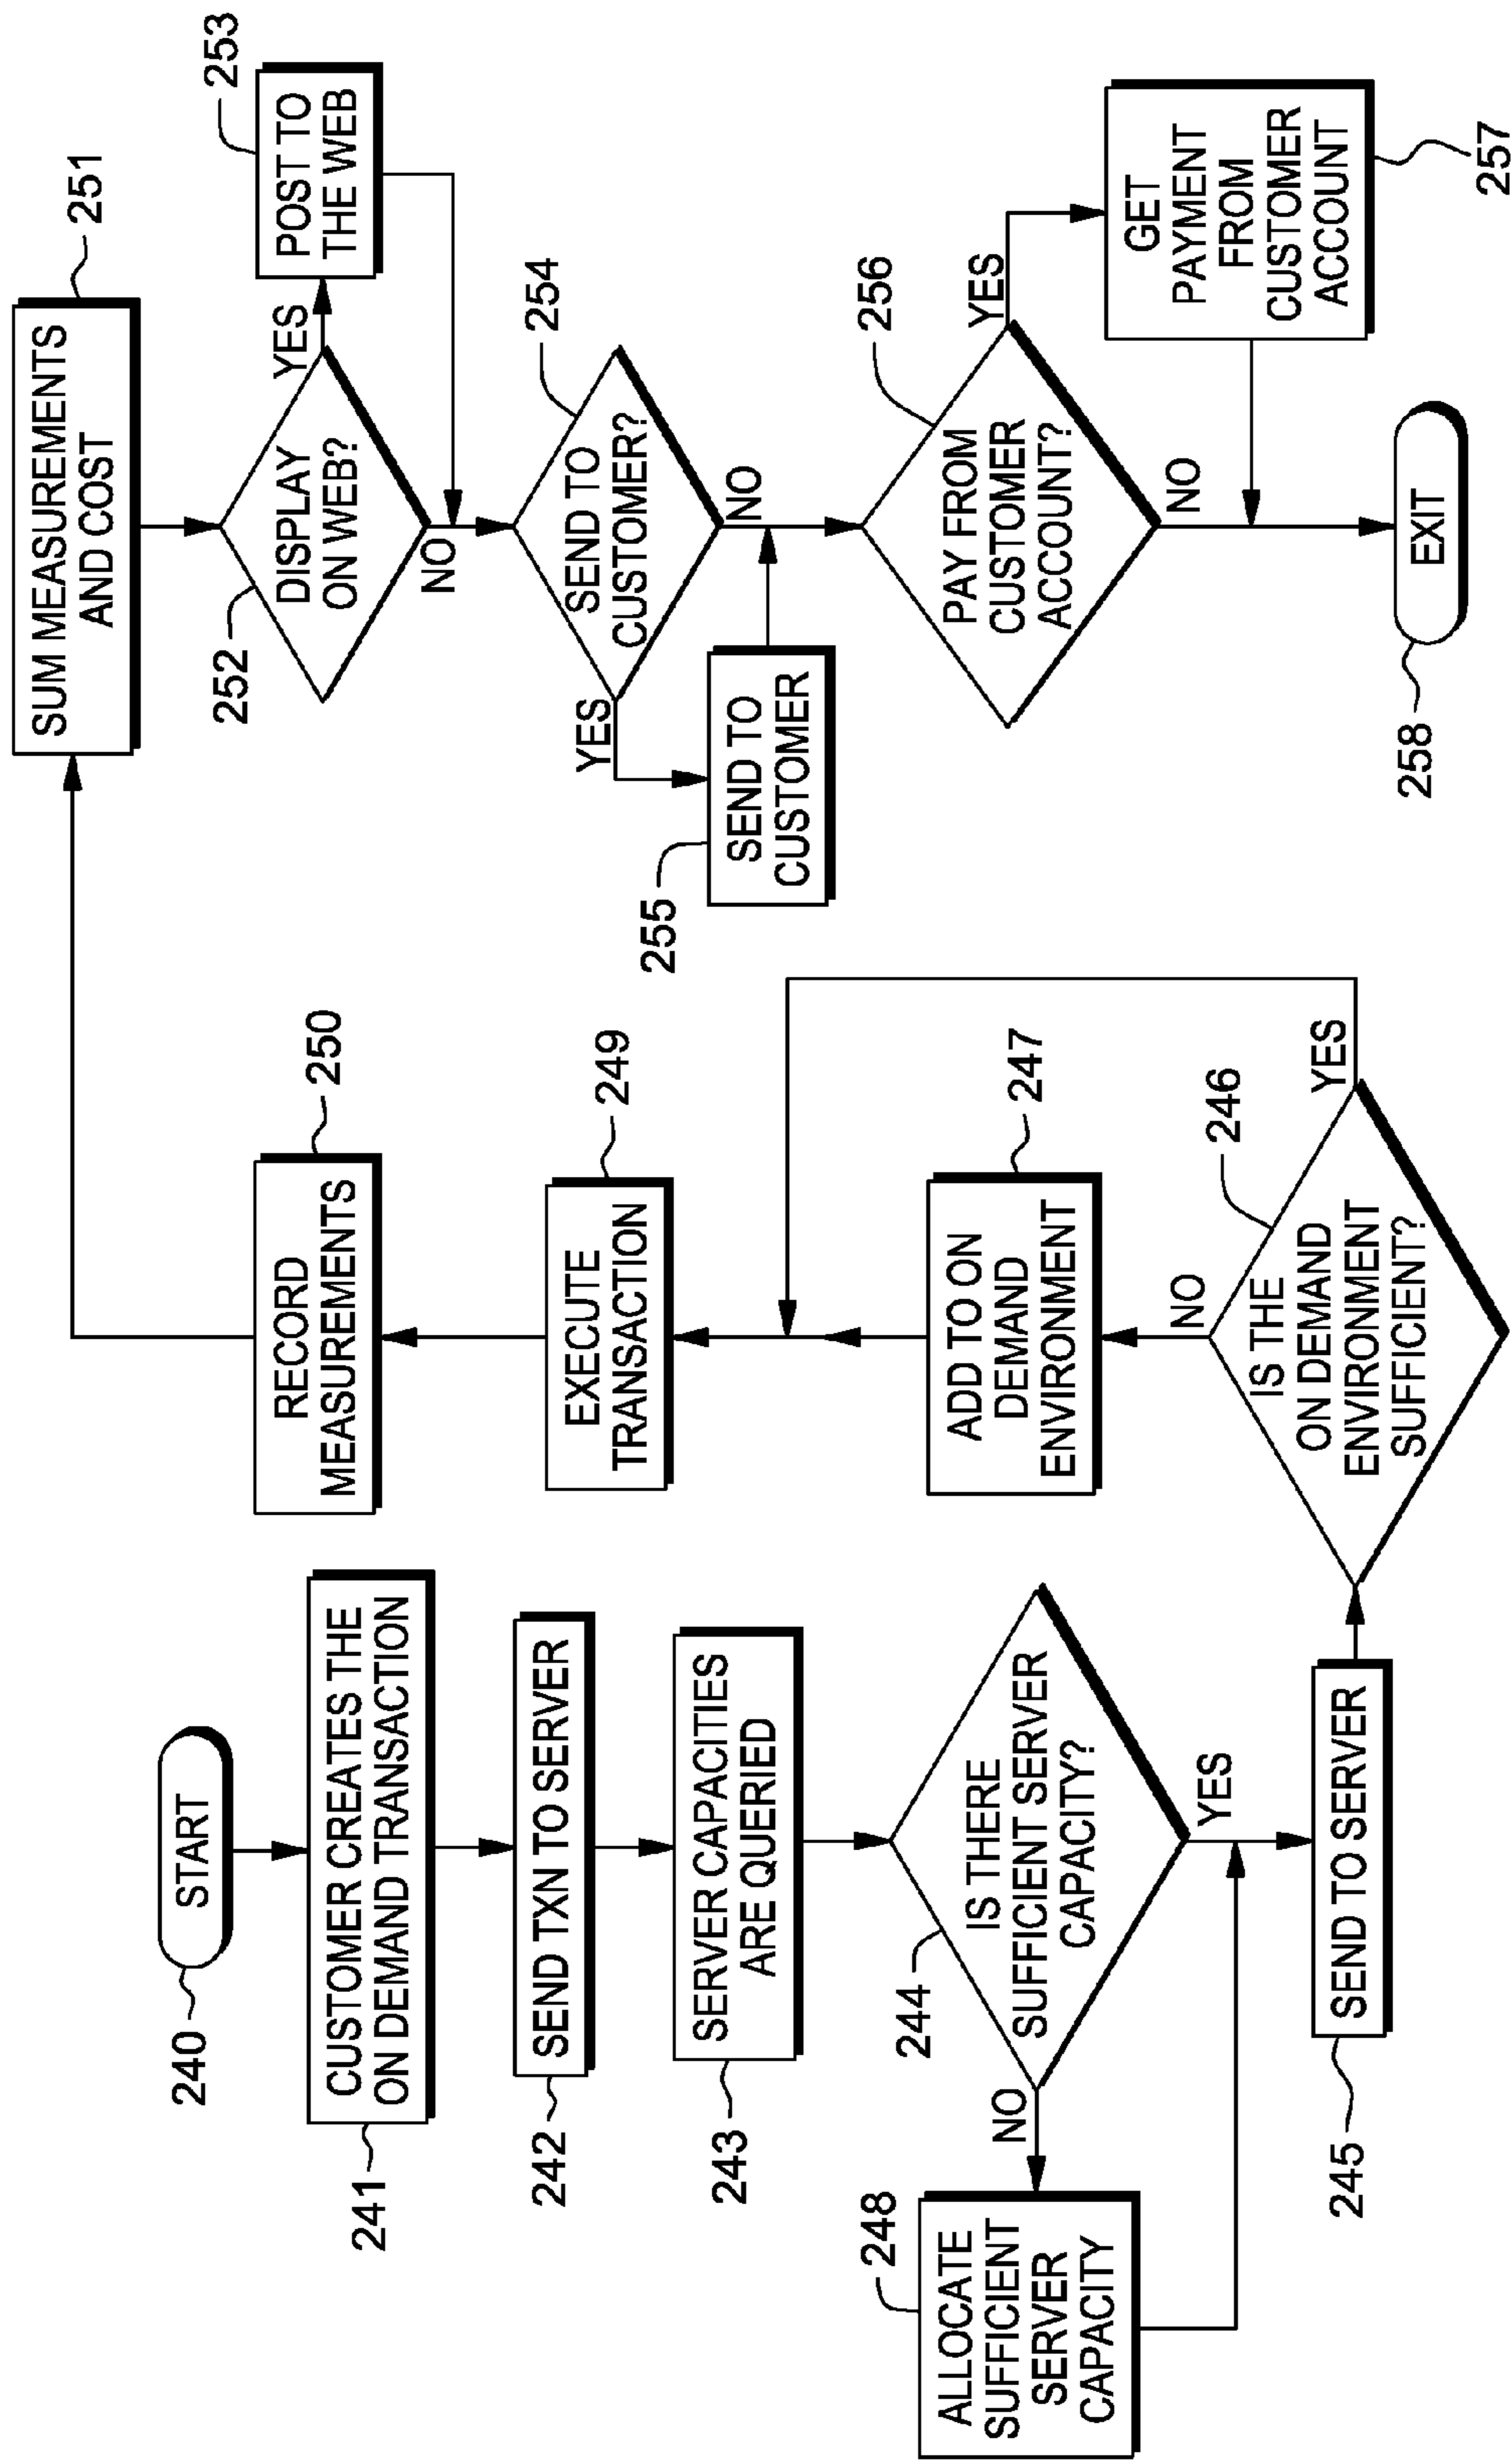 START
240
CUSTOMER CREATES THE
ON DEMAND TRANSACTION
241
SEND TXN TO SERVER
242
SERVER CAPACITIES
ARE QUERIED
243
IS THERE
SUFFICIENT SERVER
CAPACITY?
244
NO
YES
ALLOCATE
SUFFICIENT
SERVER
CAPACITY
248
SEND TO SERVER
245
IS THE
ON DEMAND
ENVIRONMENT
SUFFICIENT?
246
NO
YES
ADD TO ON
DEMAND
ENVIRONMENT
247
EXECUTE
TRANSACTION
249
RECORD
MEASUREMENTS
250
SUM MEASUREMENTS
AND COST
251
DISPLAY
ON WEB?
252
YES
NO
POST TO
THE WEB
253
SEND TO
CUSTOMER?
254
YES
NO
SEND TO
CUSTOMER
255
PAY FROM
CUSTOMER
ACCOUNT?
256
YES
NO
GET
PAYMENT
FROM
CUSTOMER
ACCOUNT
257
EXIT
258